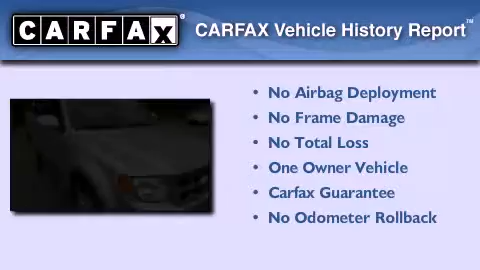 CARFAX® CARFAX Vehicle History Report™
• No Airbag Deployment
• No Frame Damage
• No Total Loss
• One Owner Vehicle
• Carfax Guarantee
• No Odometer Rollback